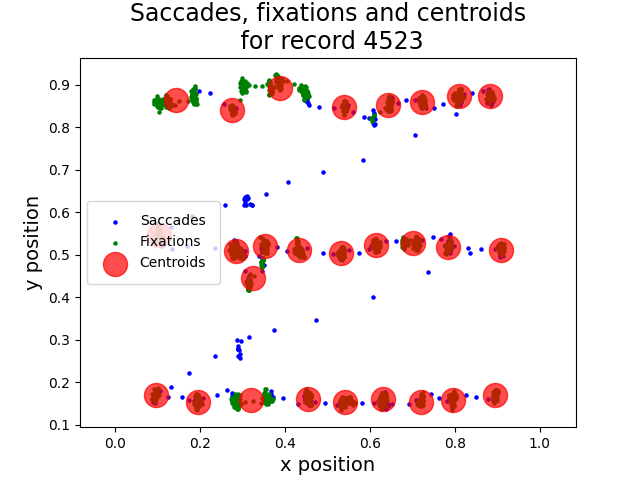 Saccades, fixations and centroids
for record 4523
y position
0.9
0.8
0.7
0.6
0.5
0.4
0.3
0.2
0.1
Saccades
Fixations
Centroids
0.0 0.2 0.4 0.6 0.8 1.0
x position